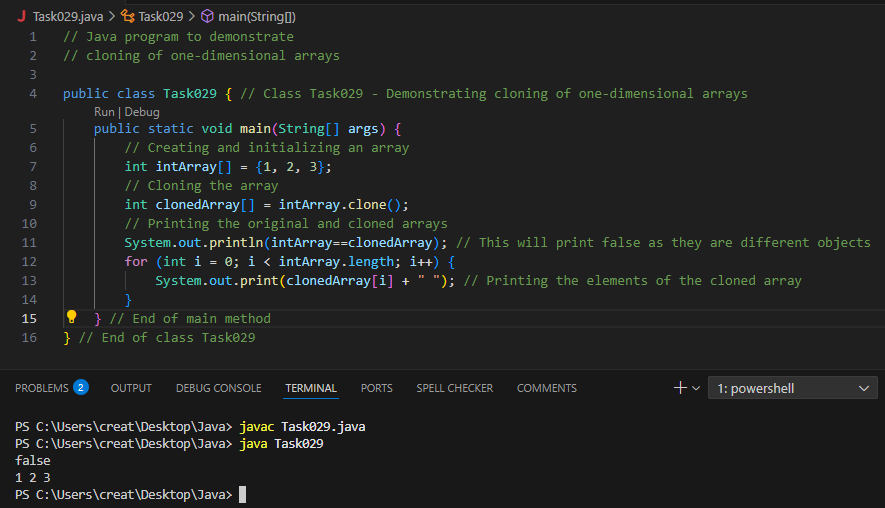 Task029.java > Task029 > main(String[])
1 // Java program to demonstrate
2 // cloning of one-dimensional arrays
3
4 public class Task029 { // Class Task029 - Demonstrating cloning of one-dimensional arrays
Run | Debug
5 public static void main(String[] args) {
6 // Creating and initializing an array
7 int intArray[] = {1, 2, 3};
8 // Cloning the array
9 int clonedArray[] = intArray.clone();
10 // Printing the original and cloned arrays
11 System.out.println(intArray==clonedArray); // This will print false as they are different objects
12 for (int i = 0; i < intArray.length; i++) {
13 System.out.print(clonedArray[i] + " "); // Printing the elements of the cloned array
14 }
15 } // End of main method
16 } // End of class Task029
PROBLEMS 2 OUTPUT DEBUG CONSOLE TERMINAL PORTS SPELL CHECKER COMMENTS 1: powershell
PS C:\Users\creat\Desktop\Java> javac Task029.java
PS C:\Users\creat\Desktop\Java> java Task029
false
1 2 3
PS C:\Users\creat\Desktop\Java>